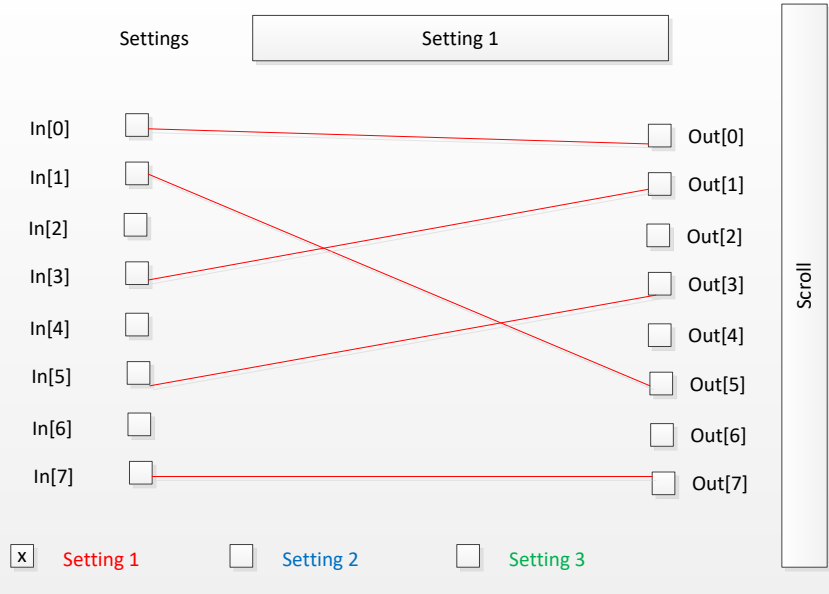 Settings Setting 1
In[0] Out[0]
In[1] Out[1]
In[2] Out[2]
In[3] Out[3]
In[4] Out[4]
In[5] Out[5]
In[6] Out[6]
In[7] Out[7]
Scroll
x Setting 1 Setting 2 Setting 3